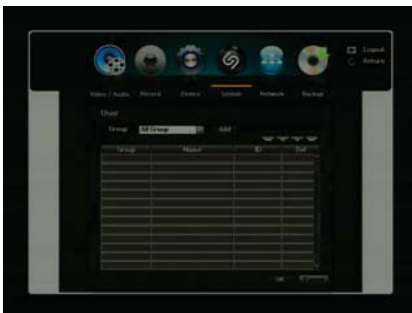 Logout
Return
Video / Audio Record Device System Network Backup
User
Group All Group Add
Group Name ID Del
OK